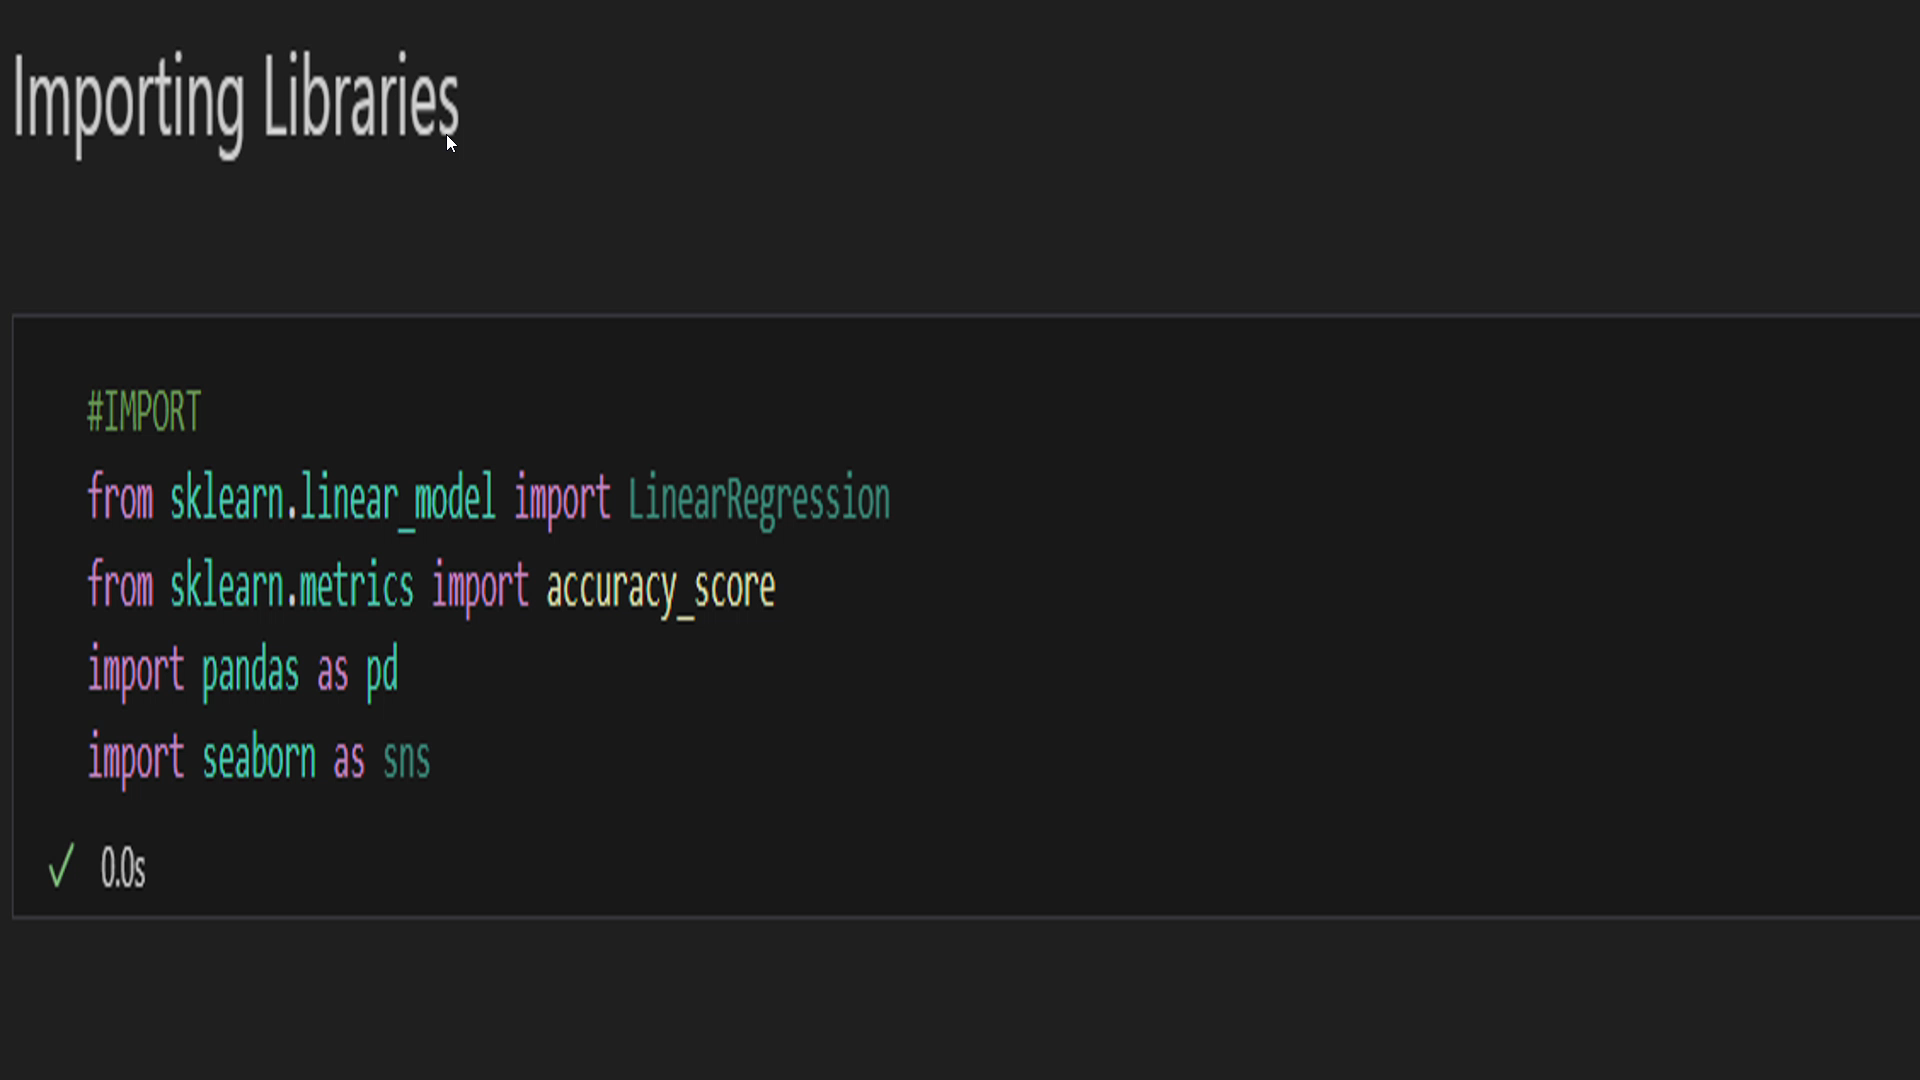 Importing Libraries
#IMPORT
from sklearn.linear_model import LinearRegression
from sklearn.metrics import accuracy_score
import pandas as pd
import seaborn as sns
✓ 0.0s